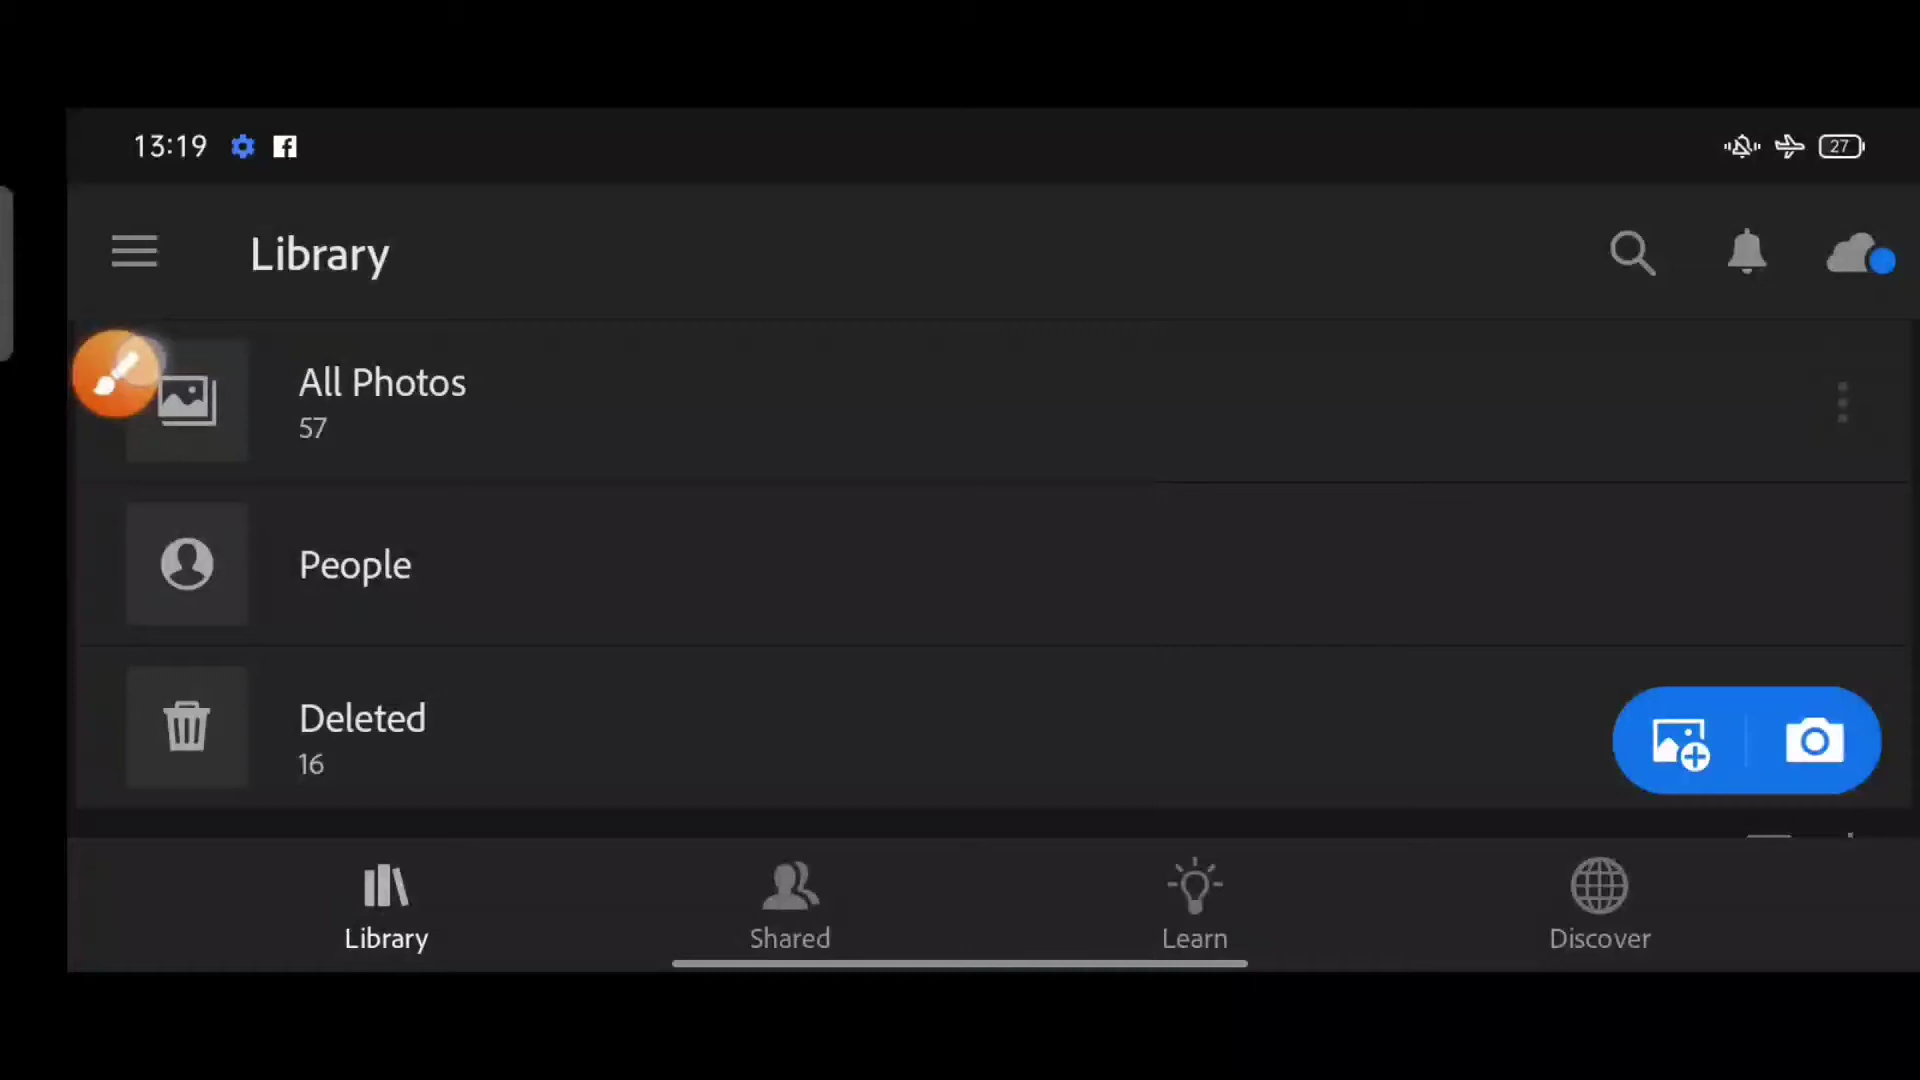 13:19
27
Library
All Photos
57
People
Deleted
16
Library
Shared
Learn
Discover